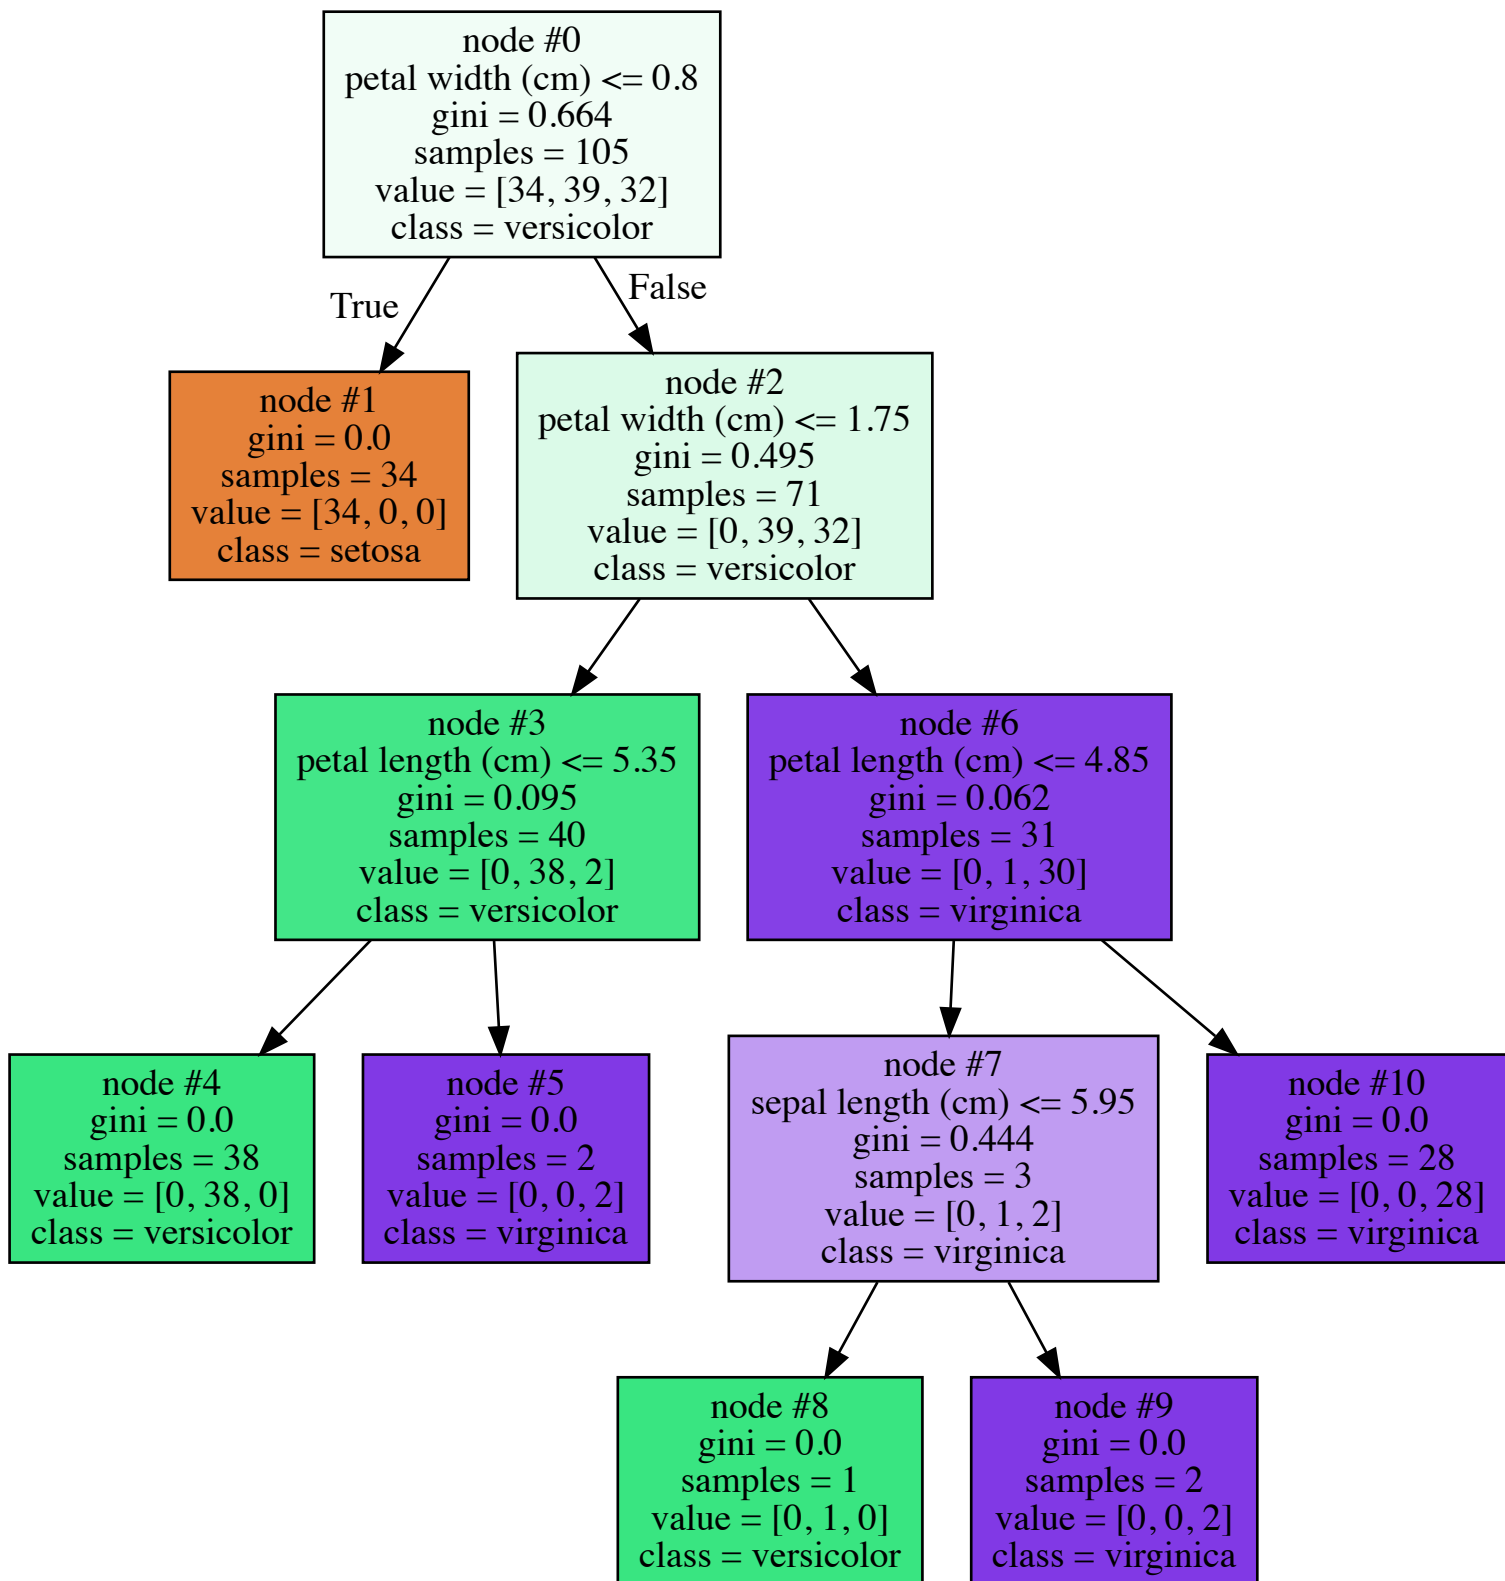 node #0
petal width (cm) <= 0.8
gini = 0.664
samples = 105
value = [34, 39, 32]
class = versicolor
True
False
node #1
gini = 0.0
samples = 34
value = [34, 0, 0]
class = setosa
node #2
petal width (cm) <= 1.75
gini = 0.495
samples = 71
value = [0, 39, 32]
class = versicolor
node #3
petal length (cm) <= 5.35
gini = 0.095
samples = 40
value = [0, 38, 2]
class = versicolor
node #6
petal length (cm) <= 4.85
gini = 0.062
samples = 31
value = [0, 1, 30]
class = virginica
node #4
gini = 0.0
samples = 38
value = [0, 38, 0]
class = versicolor
node #5
gini = 0.0
samples = 2
value = [0, 0, 2]
class = virginica
node #7
sepal length (cm) <= 5.95
gini = 0.444
samples = 3
value = [0, 1, 2]
class = virginica
node #10
gini = 0.0
samples = 28
value = [0, 0, 28]
class = virginica
node #8
gini = 0.0
samples = 1
value = [0, 1, 0]
class = versicolor
node #9
gini = 0.0
samples = 2
value = [0, 0, 2]
class = virginica